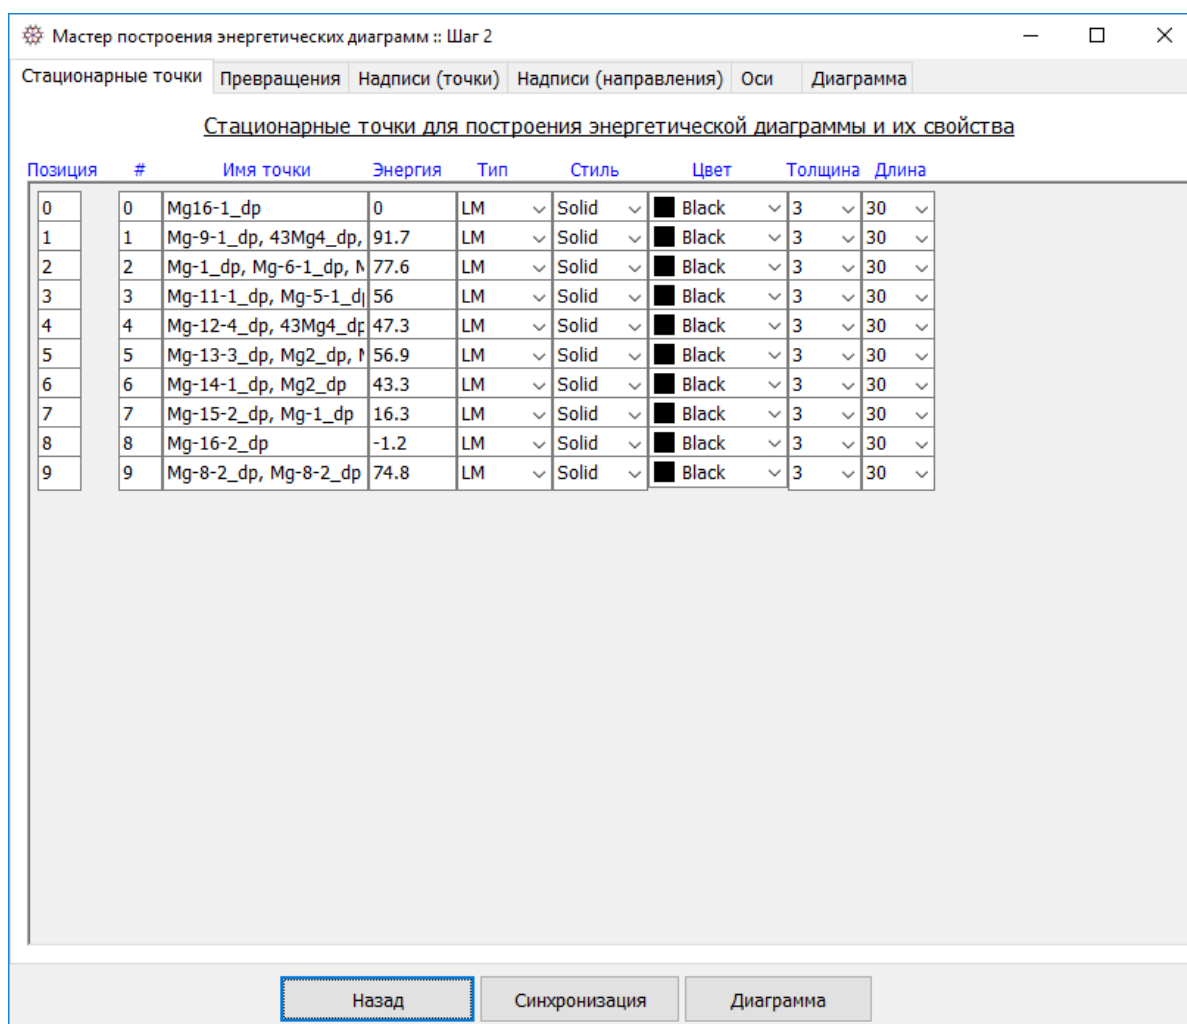 Мастер построения энергетических диаграмм :: Шаг 2
Стационарные точки Превращения Надписи (точки) Надписи (направления) Оси Диаграмма
Стационарные точки для построения энергетической диаграммы и их свойства
Позиция # Имя точки Энергия Тип Стиль Цвет Толщина Длина
0 0 Mg16-1_dp 0 LM Solid Black 3 30
1 1 Mg-9-1_dp, 43Mg4_dp, 91.7 LM Solid Black 3 30
2 2 Mg-1_dp, Mg-6-1_dp, 77.6 LM Solid Black 3 30
3 3 Mg-11-1_dp, Mg-5-1_d 56 LM Solid Black 3 30
4 4 Mg-12-4_dp, 43Mg4_dp 47.3 LM Solid Black 3 30
5 5 Mg-13-3_dp, Mg2_dp, 56.9 LM Solid Black 3 30
6 6 Mg-14-1_dp, Mg2_dp 43.3 LM Solid Black 3 30
7 7 Mg-15-2_dp, Mg-1_dp 16.3 LM Solid Black 3 30
8 8 Mg-16-2_dp -1.2 LM Solid Black 3 30
9 9 Mg-8-2_dp, Mg-8-2_dp 74.8 LM Solid Black 3 30
Назад Синхронизация Диаграмма